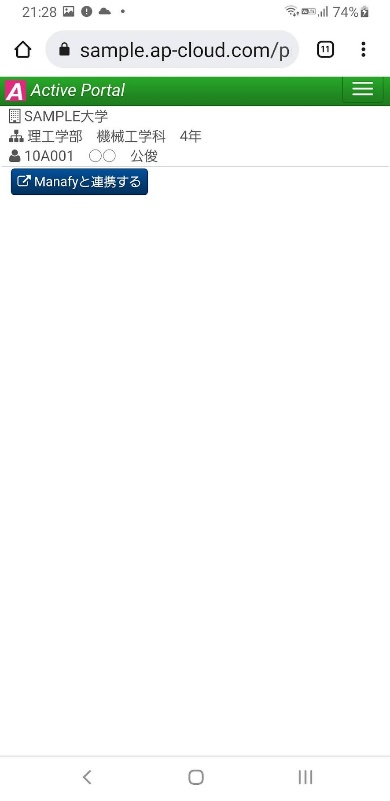 21:28 74%
sample.ap-cloud.com/p 11
A Active Portal
SAMPLE大学
理工学部 機械工学科 4年
10A001 〇〇 公俊
Manafyと連携する